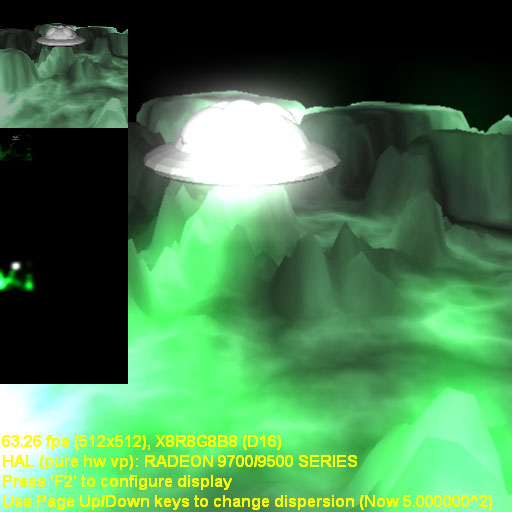 63.26 fps (512x512), X8R8G8B8 (D16)
HAL (pure hw vp): RADEON 9700/9500 SERIES
Press 'F2' to configure display
Use Page Up/Down keys to change dispersion (Now 5.000000^2)